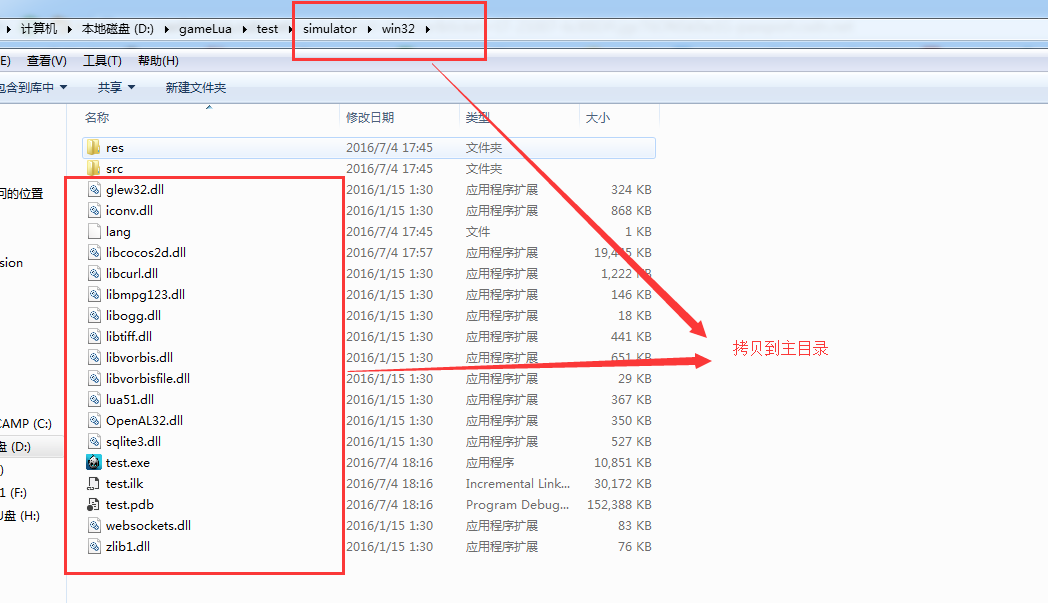 计算机 本地磁盘 (D:) gameLua test simulator win32
E) 查看(V) 工具(T) 帮助(H)
包含到库中 共享 新建文件夹
名称 修改日期 类型 大小
res 2016/7/4 17:45 文件夹
src 2016/7/4 17:45 文件夹
glew32.dll 2016/1/15 1:30 应用程序扩展 324 KB
问的位置
iconv.dll 2016/1/15 1:30 应用程序扩展 868 KB
lang 2016/7/4 17:45 文件 1 KB
libcocos2d.dll 2016/7/4 17:57 应用程序扩展 KB
sion
libcurl.dll 2016/1/15 1:30 应用程序扩展 1,222 KB
libmpg123.dll 2016/1/15 1:30 应用程序扩展 146 KB
libogg.dll 2016/1/15 1:30 应用程序扩展 18 KB
libtiff.dll 2016/1/15 1:30 应用程序扩展 441 KB
拷贝到主目录
libvorbis.dll 2016/1/15 1:30 应用程序扩展 651 KB
libvorbisfile.dll 2016/1/15 1:30 应用程序扩展 29 KB
lua51.dll 2016/1/15 1:30 应用程序扩展 367 KB
CAMP (C:)
OpenAL32.dll 2016/1/15 1:30 应用程序扩展 350 KB
盘 (D:)
sqlite3.dll 2016/1/15 1:30 应用程序扩展 527 KB
)
test.exe 2016/7/4 18:16 应用程序 10,851 KB
test.ilk 2016/7/4 18:16 Incremental Link... 30,172 KB
1 (F:)
test.pdb 2016/7/4 18:16 Program Debug... 152,388 KB
U盘 (H:)
websockets.dll 2016/1/15 1:30 应用程序扩展 83 KB
zlib1.dll 2016/1/15 1:30 应用程序扩展 76 KB